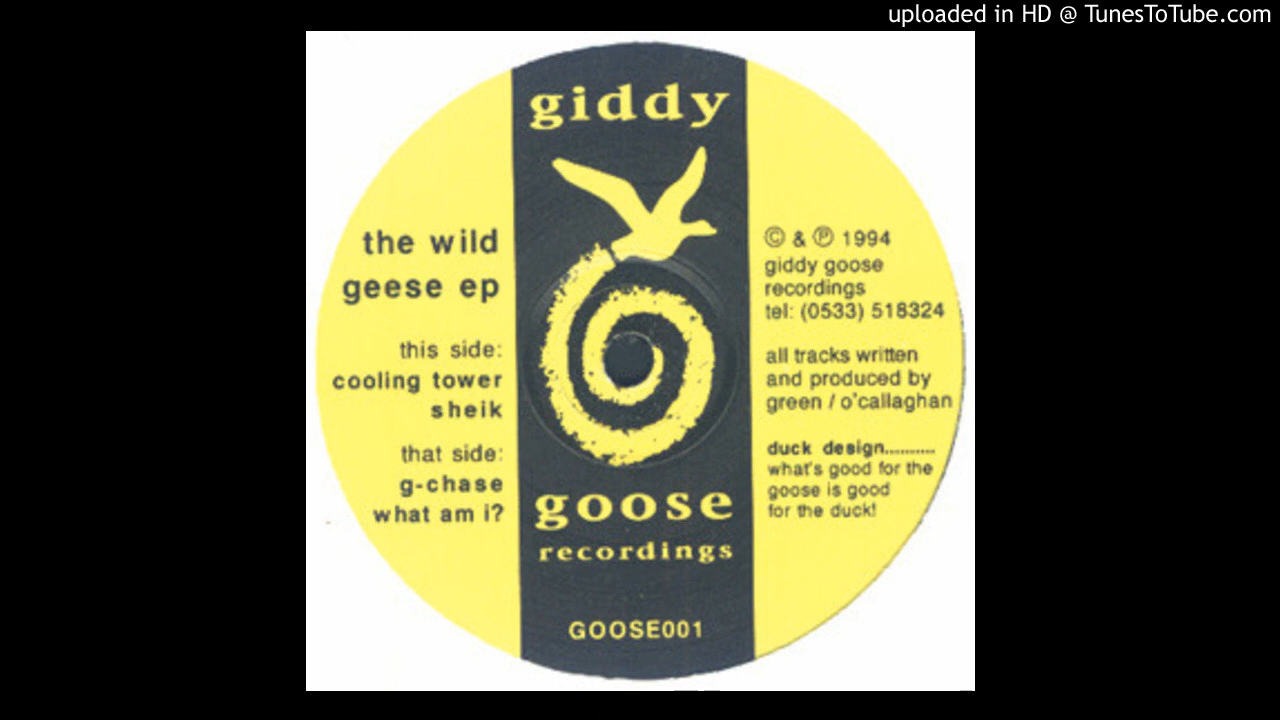 uploaded in HD @ TunesToTube.com
giddy
the wild
geese ep
this side:
cooling tower
sheik
that side:
g-chase
what am i?
goose
recordings
GOOSE001
© & ℗ 1994
giddy goose
recordings
tel: (0533) 518324
all tracks written
and produced by
green / o'callaghan
duck design...........
what's good for the
goose is good
for the duck!